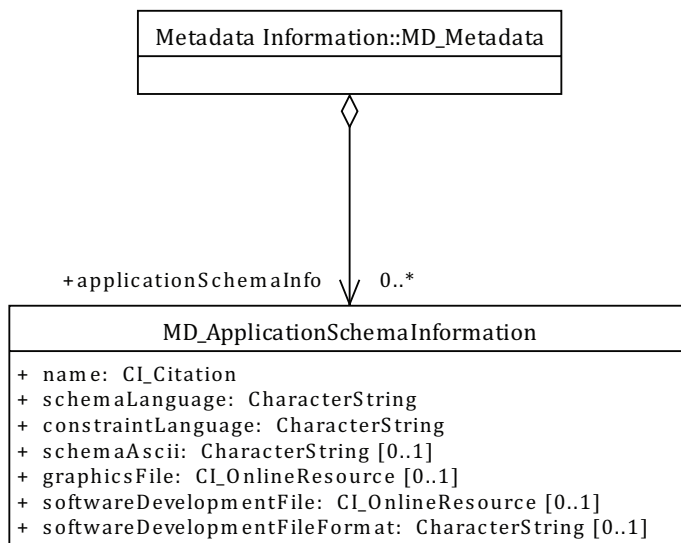 Metadata Information::MD_Metadata
+applicationSchemaInfo 0..*
MD_ApplicationSchemaInformation
+ name: CI_Citation
+ schemaLanguage: CharacterString
+ constraintLanguage: CharacterString
+ schemaAscii: CharacterString [0..1]
+ graphicsFile: CI_OnlineResource [0..1]
+ softwareDevelopmentFile: CI_OnlineResource [0..1]
+ softwareDevelopmentFileFormat: CharacterString [0..1]